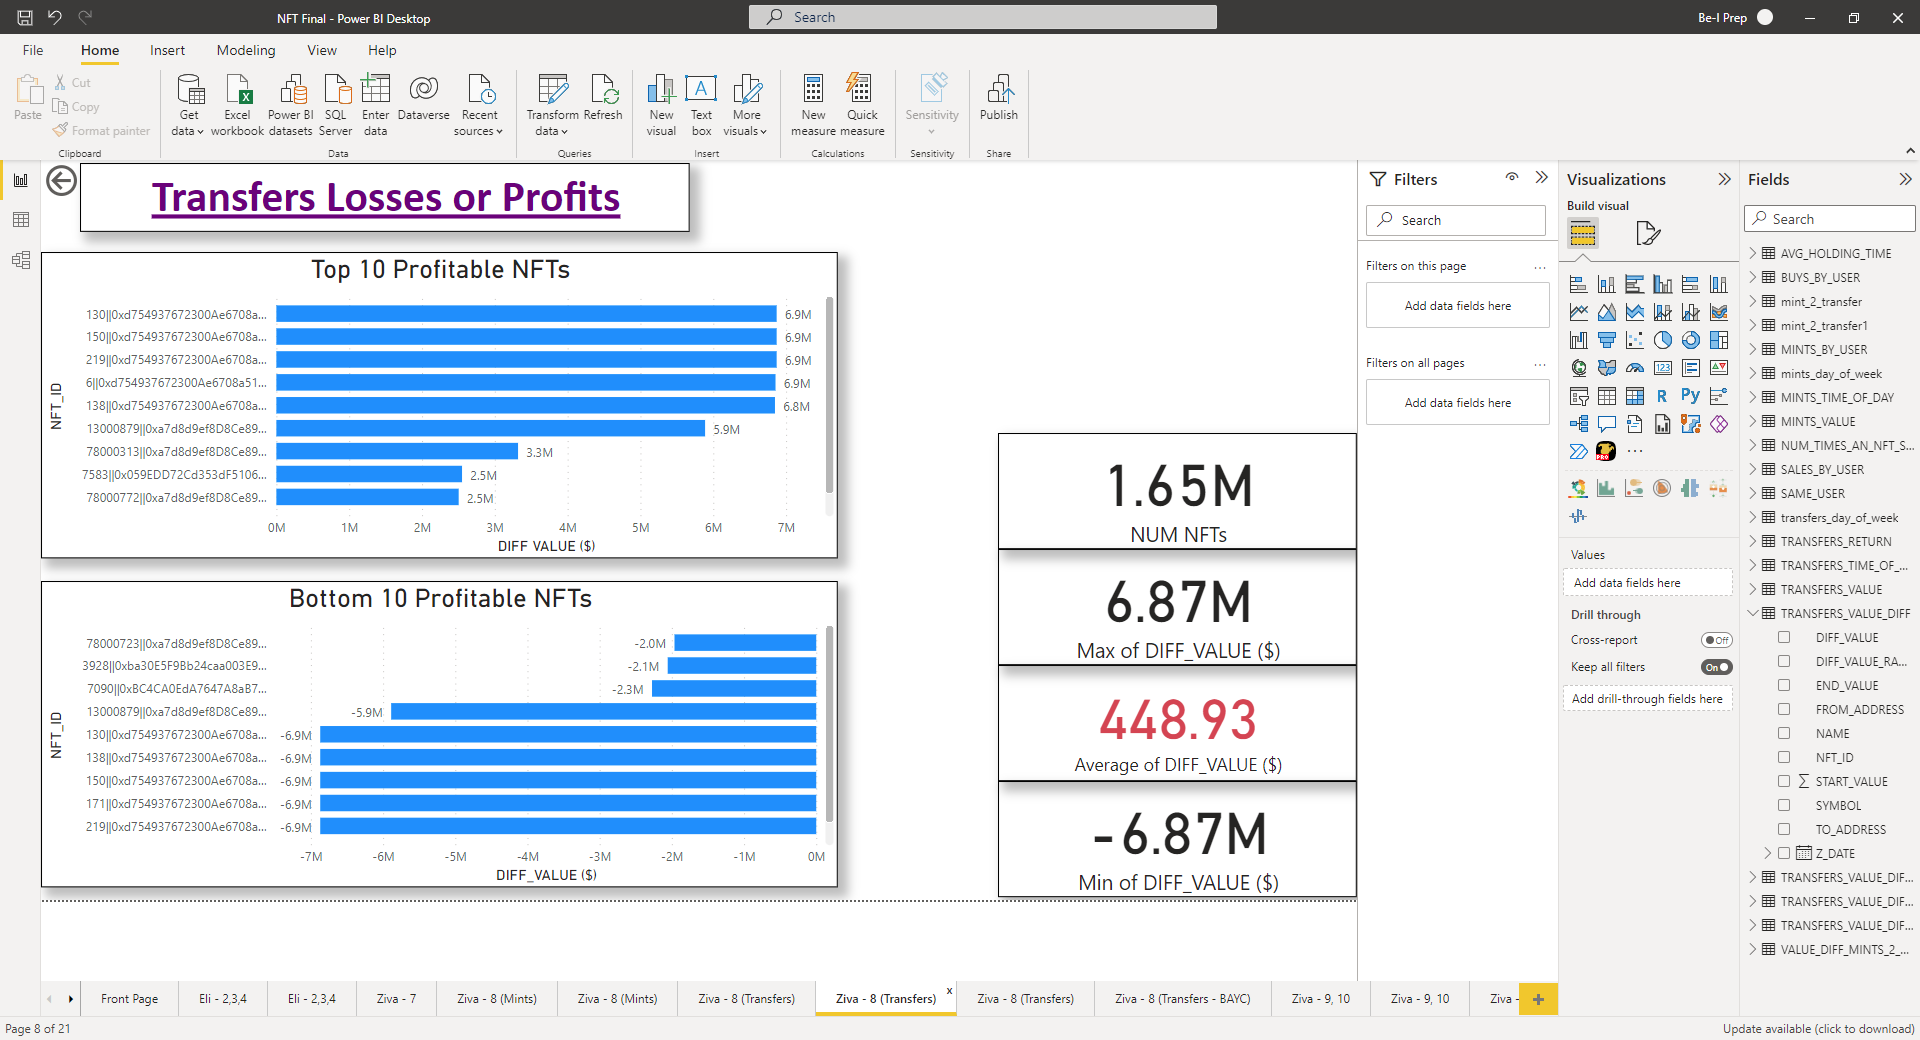 NFT Final - Power BI Desktop
Search
Be-I Prep
File Home Insert Modeling View Help
Paste
Cut
Copy
Format painter
Clipboard
Get data
Excel workbook
Power BI datasets
SQL Server
Enter data
Dataverse
Recent sources
Data
Transform data
Refresh
Queries
New visual
Text box
More visuals
Insert
New measure
Quick measure
Calculations
Sensitivity
Sensitivity
Publish
Share
Transfers Losses or Profits
Top 10 Profitable NFTs
NFT_ID
130||0xd754937672300Ae6708a... 6.9M
150||0xd754937672300Ae6708a... 6.9M
219||0xd754937672300Ae6708a... 6.9M
6||0xd754937672300Ae6708a51... 6.9M
138||0xd754937672300Ae6708a... 6.8M
13000879||0xa7d8d9ef8D8Ce89... 5.9M
78000313||0xa7d8d9ef8D8Ce89... 3.3M
7583||0x059EDD72Cd353dF5106... 2.5M
78000772||0xa7d8d9ef8D8Ce89... 2.5M
0M 1M 2M 3M 4M 5M 6M 7M
DIFF VALUE ($)
Bottom 10 Profitable NFTs
NFT_ID
78000723||0xa7d8d9ef8D8Ce89... -2.0M
3928||0xba30E5F9Bb24caa003E9... -2.1M
7090||0xBC4CA0EdA7647A8aB7... -2.3M
13000879||0xa7d8d9ef8D8Ce89... -5.9M
130||0xd754937672300Ae6708a... -6.9M
138||0xd754937672300Ae6708a... -6.9M
150||0xd754937672300Ae6708a... -6.9M
171||0xd754937672300Ae6708a... -6.9M
219||0xd754937672300Ae6708a... -6.9M
-7M -6M -5M -4M -3M -2M -1M 0M
DIFF_VALUE ($)
1.65M
NUM NFTs
6.87M
Max of DIFF_VALUE ($)
448.93
Average of DIFF_VALUE ($)
-6.87M
Min of DIFF_VALUE ($)
Filters
Search
Filters on this page ...
Add data fields here
Filters on all pages ...
Add data fields here
Visualizations
Build visual
123
R
Py
PRO
...
Values
Add data fields here
Drill through
Cross-report Off
Keep all filters On
Add drill-through fields here
Fields
Search
AVG_HOLDING_TIME
BUYS_BY_USER
mint_2_transfer
mint_2_transfer1
MINTS_BY_USER
mints_day_of_week
MINTS_TIME_OF_DAY
MINTS_VALUE
NUM_TIMES_AN_NFT_S...
SALES_BY_USER
SAME_USER
transfers_day_of_week
TRANSFERS_RETURN
TRANSFERS_TIME_OF_...
TRANSFERS_VALUE
TRANSFERS_VALUE_DIFF
DIFF_VALUE
DIFF_VALUE_RA...
END_VALUE
FROM_ADDRESS
NAME
NFT_ID
∑ START_VALUE
SYMBOL
TO_ADDRESS
Z_DATE
TRANSFERS_VALUE_DIF...
TRANSFERS_VALUE_DIF...
TRANSFERS_VALUE_DIF...
VALUE_DIFF_MINTS_2_...
Front Page
Eli - 2,3,4
Eli - 2,3,4
Ziva - 7
Ziva - 8 (Mints)
Ziva - 8 (Mints)
Ziva - 8 (Transfers)
Ziva - 8 (Transfers) x
Ziva - 8 (Transfers)
Ziva - 8 (Transfers - BAYC)
Ziva - 9, 10
Ziva - 9, 10
Ziva -
+
Page 8 of 21
Update available (click to download)